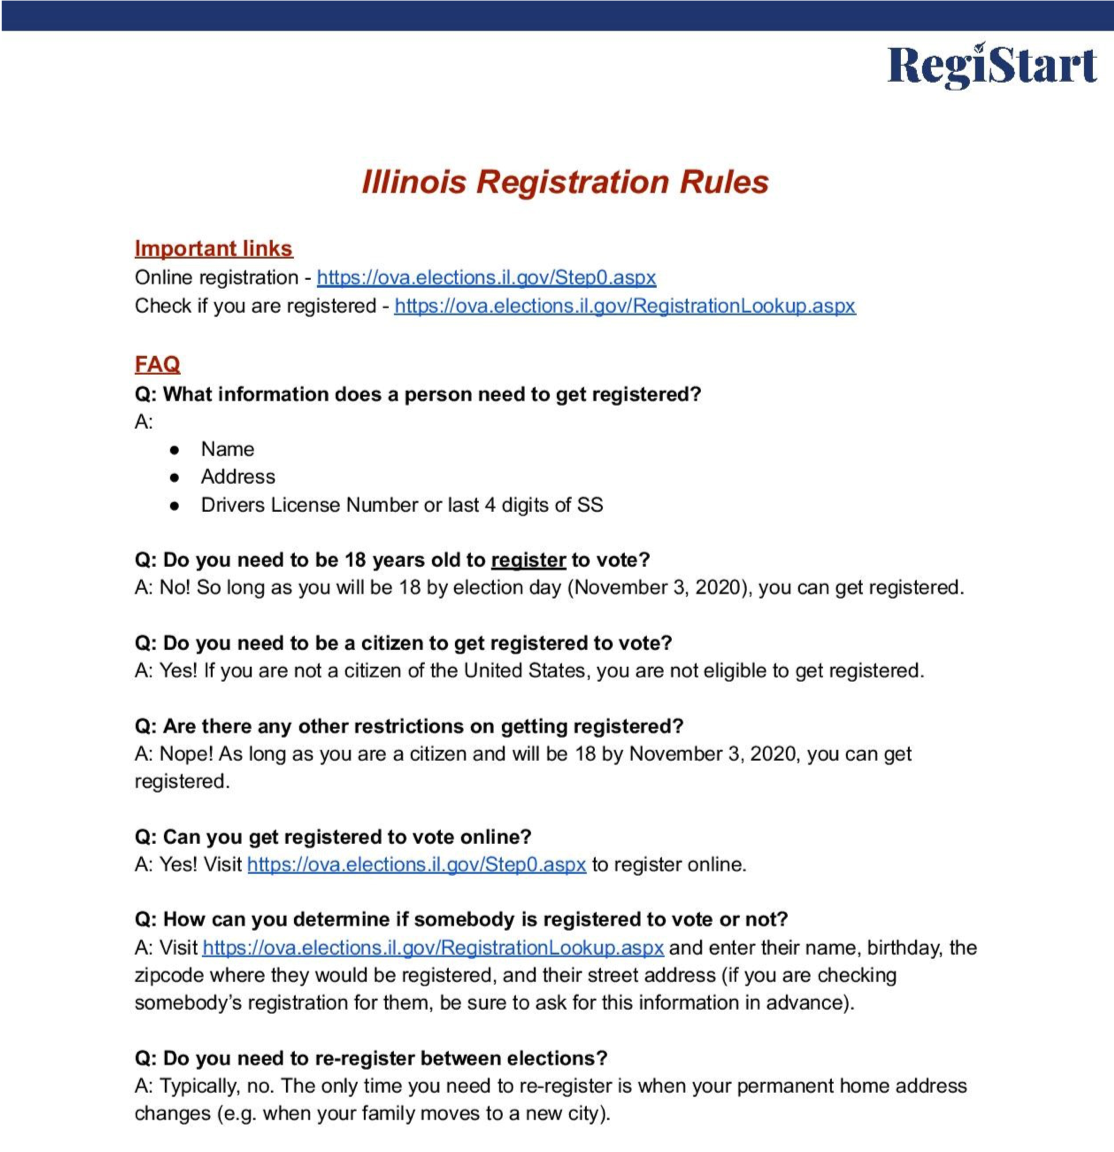 RegiStart
Illinois Registration Rules
Important links
Online registration - https://ova.elections.il.gov/Step0.aspx
Check if you are registered - https://ova.elections.il.gov/RegistrationLookup.aspx
FAQ
Q: What information does a person need to get registered?
A:
● Name
● Address
● Drivers License Number or last 4 digits of SS
Q: Do you need to be 18 years old to register to vote?
A: No! So long as you will be 18 by election day (November 3, 2020), you can get registered.
Q: Do you need to be a citizen to get registered to vote?
A: Yes! If you are not a citizen of the United States, you are not eligible to get registered.
Q: Are there any other restrictions on getting registered?
A: Nope! As long as you are a citizen and will be 18 by November 3, 2020, you can get
registered.
Q: Can you get registered to vote online?
A: Yes! Visit https://ova.elections.il.gov/Step0.aspx to register online.
Q: How can you determine if somebody is registered to vote or not?
A: Visit https://ova.elections.il.gov/RegistrationLookup.aspx and enter their name, birthday, the
zipcode where they would be registered, and their street address (if you are checking
somebody’s registration for them, be sure to ask for this information in advance).
Q: Do you need to re-register between elections?
A: Typically, no. The only time you need to re-register is when your permanent home address
changes (e.g. when your family moves to a new city).